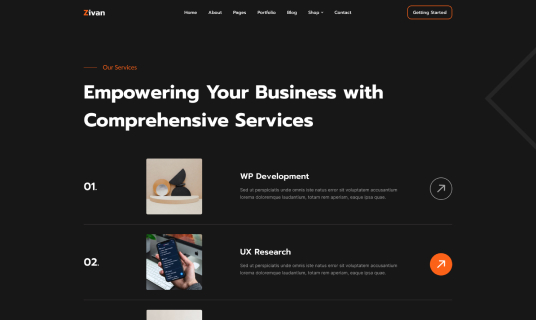 Zivan
Home About Pages Portfolio Blog Shop Contact
Getting Started
Our Services
Empowering Your Business with
Comprehensive Services
01.
WP Development
Sed ut perspiciatis unde omnis iste natus error sit voluptatem accusantium
lorema doloremque laudantium, totam rem aperiam, eaque ipsa quae.
02.
UX Research
Sed ut perspiciatis unde omnis iste natus error sit voluptatem accusantium
lorema doloremque laudantium, totam rem aperiam, eaque ipsa quae.